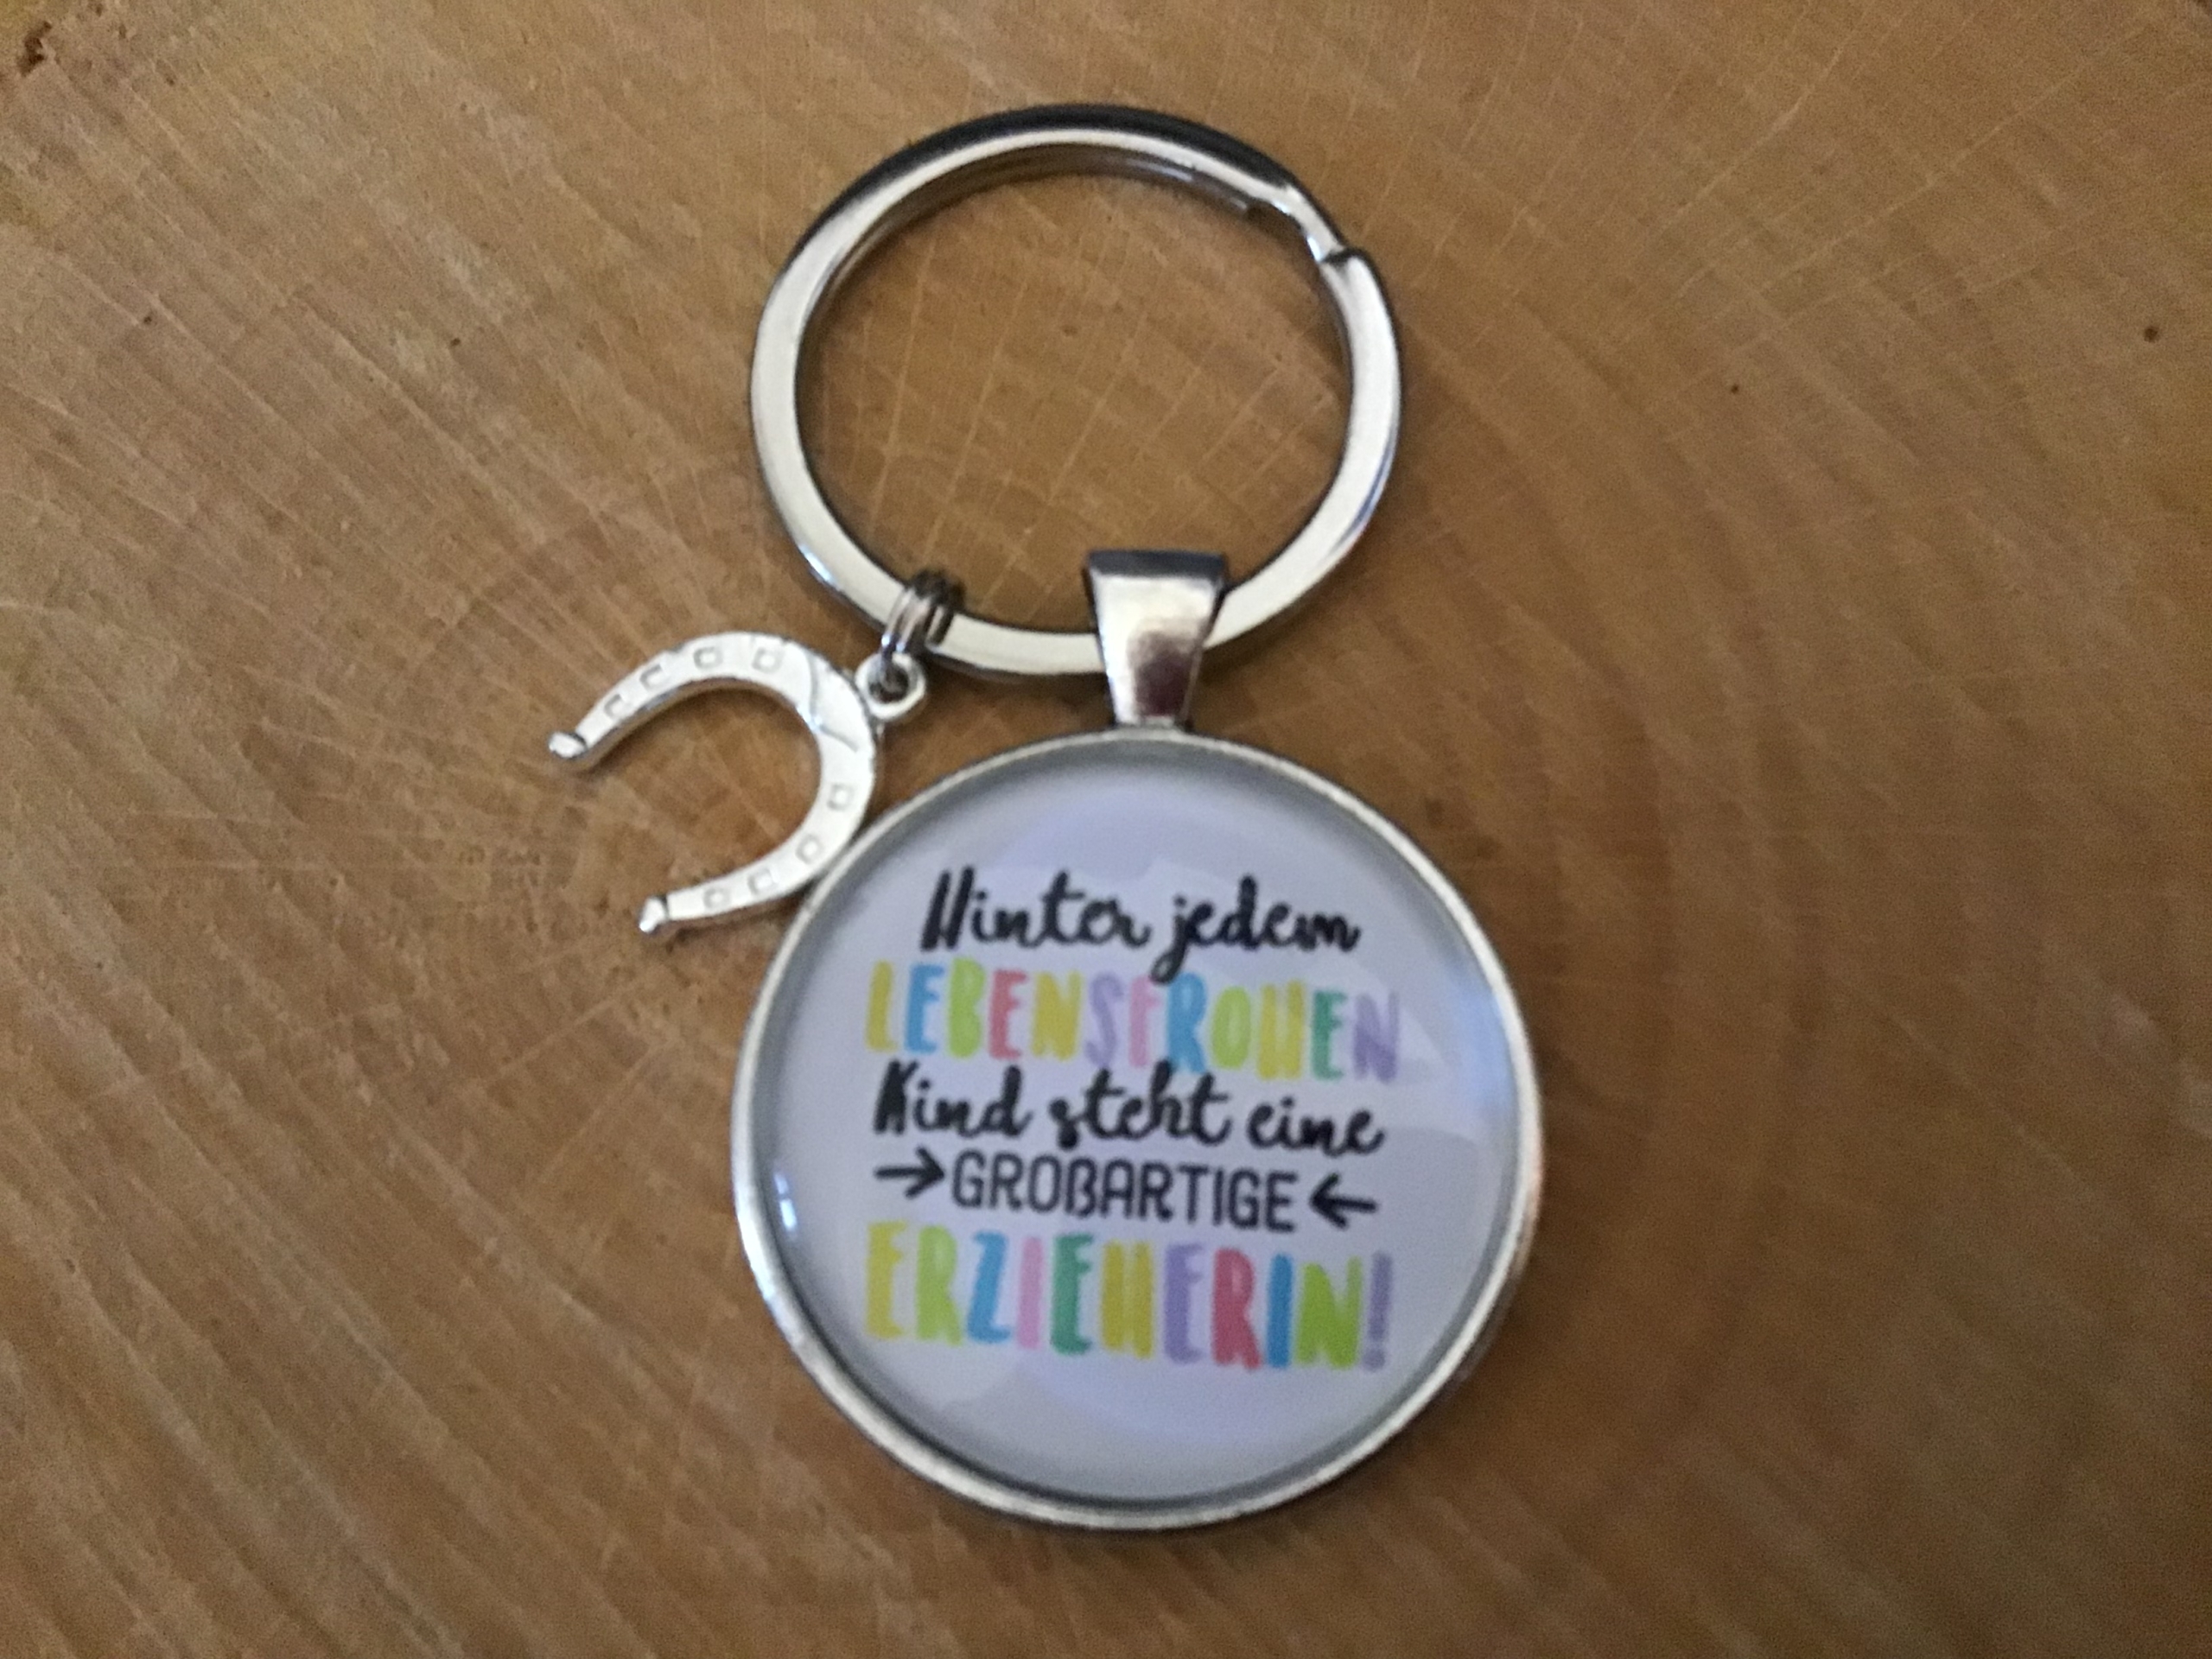 Hinter jedem
LEBENSFROHEN
Kind steht eine
→GROßARTIGE←
ERZIEHERIN!